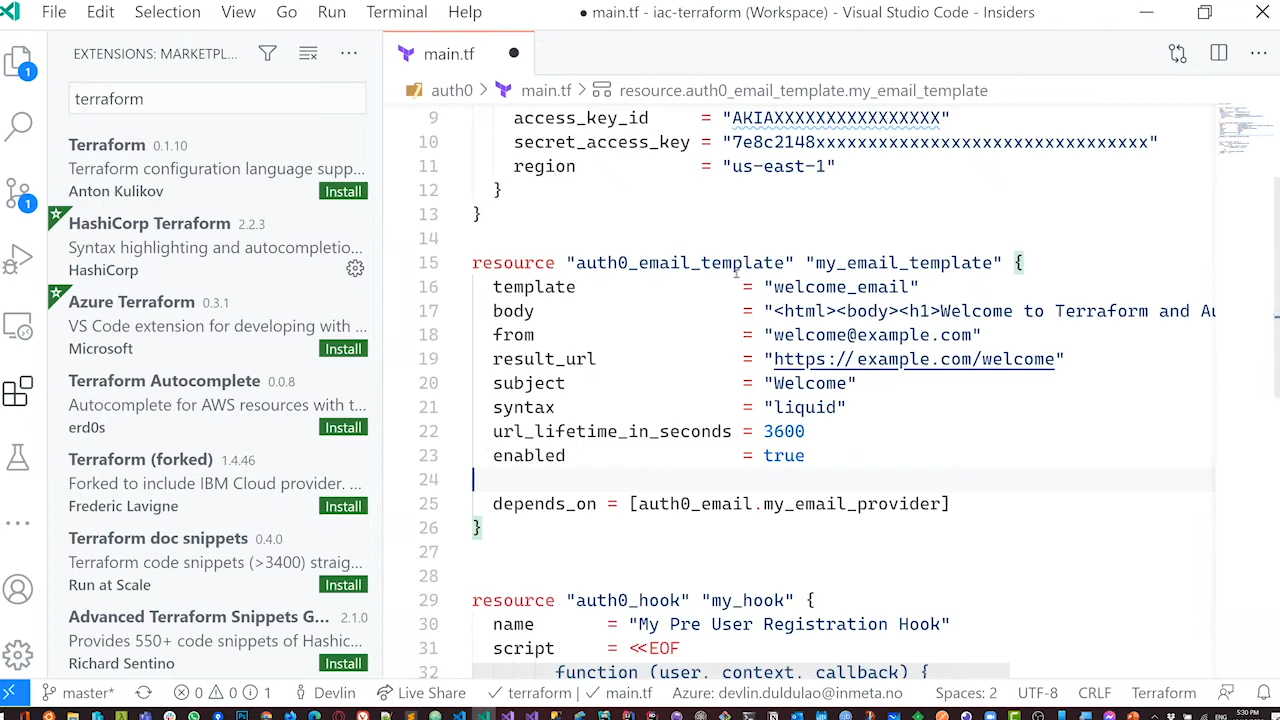 File Edit Selection View Go Run Terminal Help
● main.tf - iac-terraform (Workspace) - Visual Studio Code - Insiders
EXTENSIONS: MARKETPL...
main.tf
terraform
auth0 > main.tf > resource.auth0_email_template.my_email_template
Terraform 0.1.10
Terraform configuration language supp...
Anton Kulikov Install
HashiCorp Terraform 2.2.3
Syntax highlighting and autocompletio...
HashiCorp
Azure Terraform 0.3.1
VS Code extension for developing with ...
Microsoft Install
Terraform Autocomplete 0.0.8
Autocomplete for AWS resources with t...
erd0s Install
Terraform (forked) 1.4.46
Forked to include IBM Cloud provider. ...
Frederic Lavigne Install
Terraform doc snippets 0.4.0
Terraform code snippets (>3400) straig...
Run at Scale Install
Advanced Terraform Snippets G... 2.1.0
Provides 550+ code snippets of Hashic...
Richard Sentino Install
1
1
9 access_key_id = "AKIAXXXXXXXXXXXXXXXX"
10 secret_access_key = "7e8c2148xxxxxxxxxxxxxxxxxxxxxxxxxxxxxxxx"
11 region = "us-east-1"
12 }
13 }
14
15 resource "auth0_email_template" "my_email_template" {
16 template = "welcome_email"
17 body = "<html><body><h1>Welcome to Terraform and Au
18 from = "welcome@example.com"
19 result_url = "https://example.com/welcome"
20 subject = "Welcome"
21 syntax = "liquid"
22 url_lifetime_in_seconds = 3600
23 enabled = true
24
25 depends_on = [auth0_email.my_email_provider]
26 }
27
28
29 resource "auth0_hook" "my_hook" {
30 name = "My Pre User Registration Hook"
31 script = <<EOF
32 function (user, context, callback) {
master* 0 0 1 Devlin Live Share terraform | main.tf Azure: devlin.duldulao@inmeta.no Spaces: 2 UTF-8 CRLF Terraform
5:30 PM